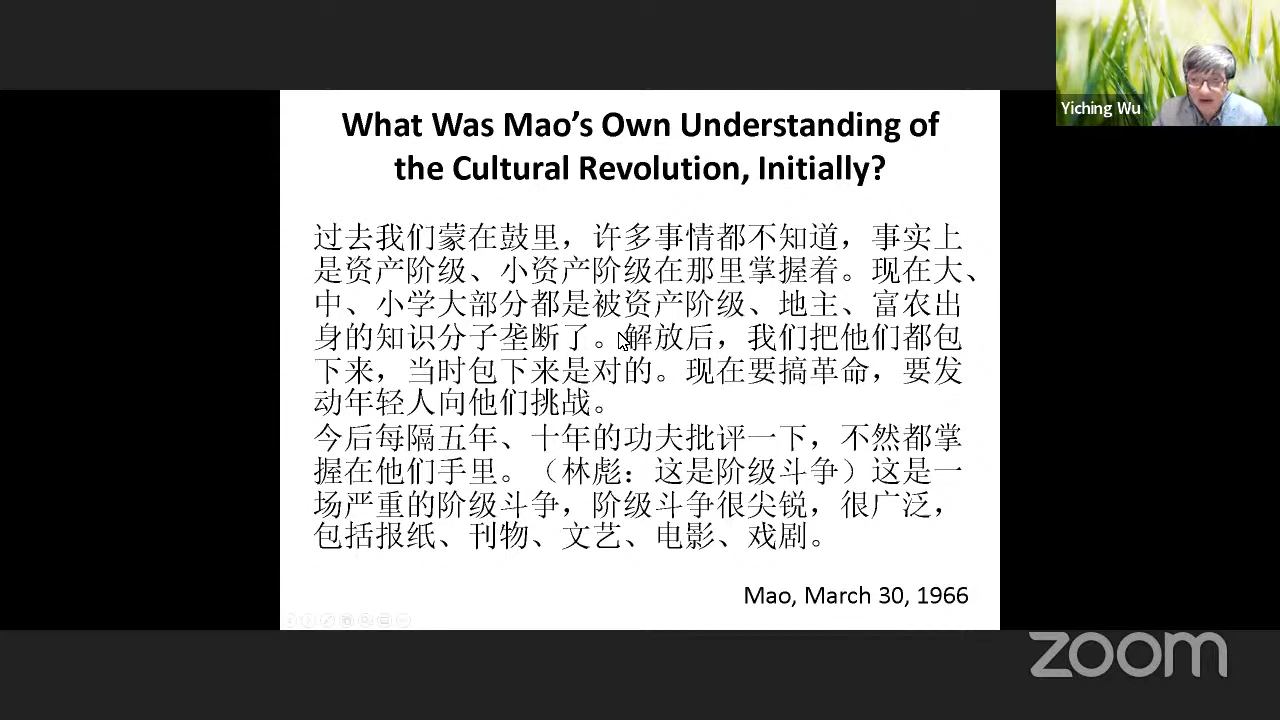 What Was Mao’s Own Understanding of
the Cultural Revolution, Initially?
过去我们蒙在鼓里，许多事情都不知道，事实上
是资产阶级、小资产阶级在那里掌握着。现在大、
中、小学大部分都是被资产阶级、地主、富农出
身的知识分子垄断了。解放后，我们把他们都包
下来，当时包下来是对的。现在要搞革命，要发
动年轻人向他们挑战。
今后每隔五年、十年的功夫批评一下，不然都掌
握在他们手里。（林彪：这是阶级斗争）这是一
场严重的阶级斗争，阶级斗争很尖锐，很广泛，
包括报纸、刊物、文艺、电影、戏剧。
Mao, March 30, 1966
Yiching Wu
zoom